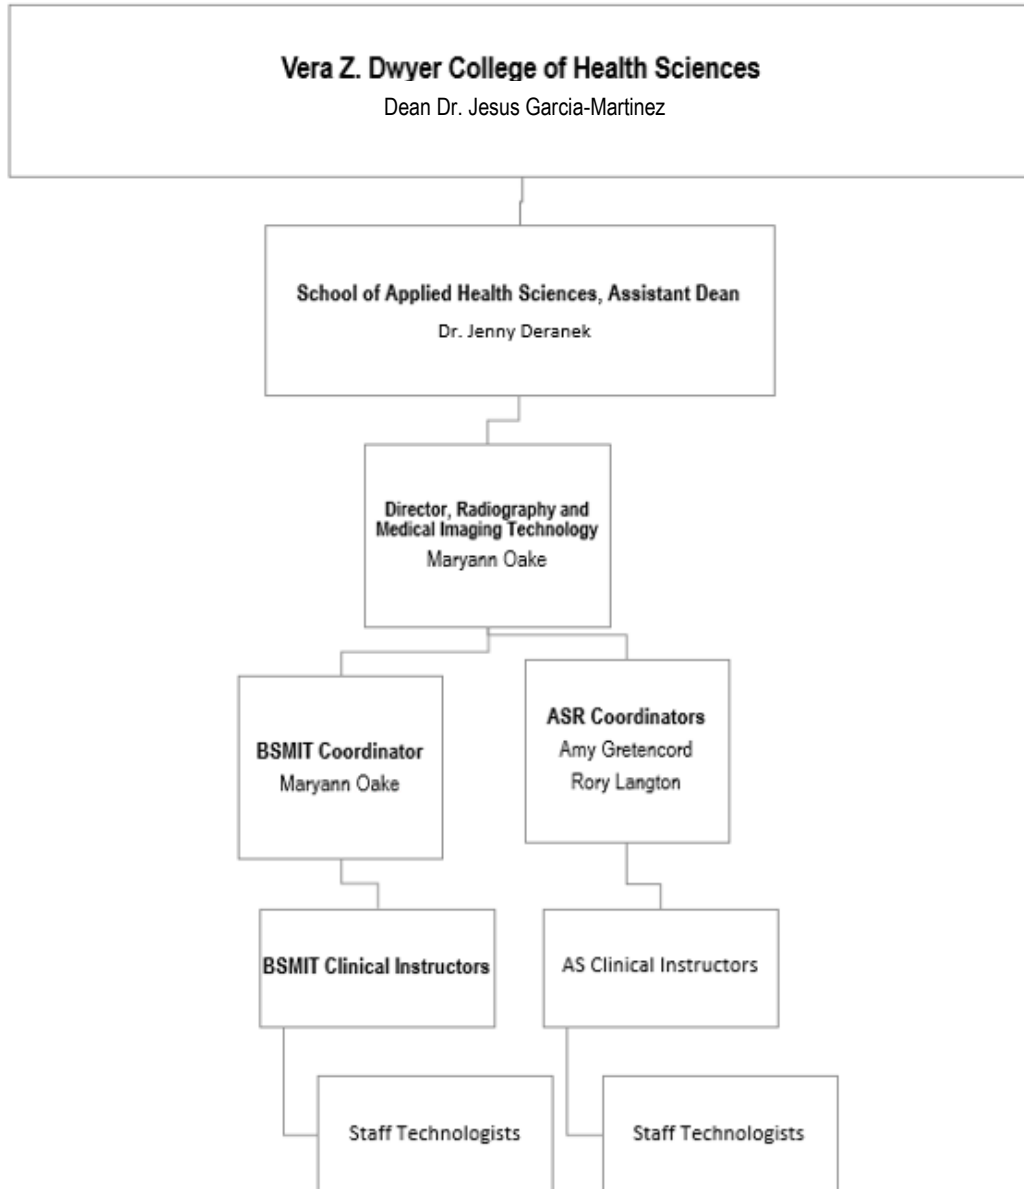 Vera Z. Dwyer College of Health Sciences
Dean Dr. Jesus Garcia-Martinez
School of Applied Health Sciences, Assistant Dean
Dr. Jenny Deranek
Director, Radiography and
Medical Imaging Technology
Maryann Oake
BSMIT Coordinator
Maryann Oake
ASR Coordinators
Amy Gretencord
Rory Langton
BSMIT Clinical Instructors
AS Clinical Instructors
Staff Technologists
Staff Technologists